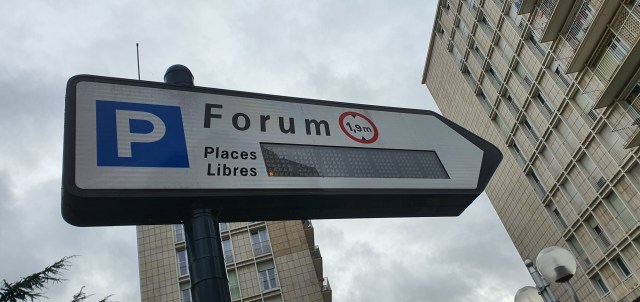 P
Forum
1,9m
Places
Libres